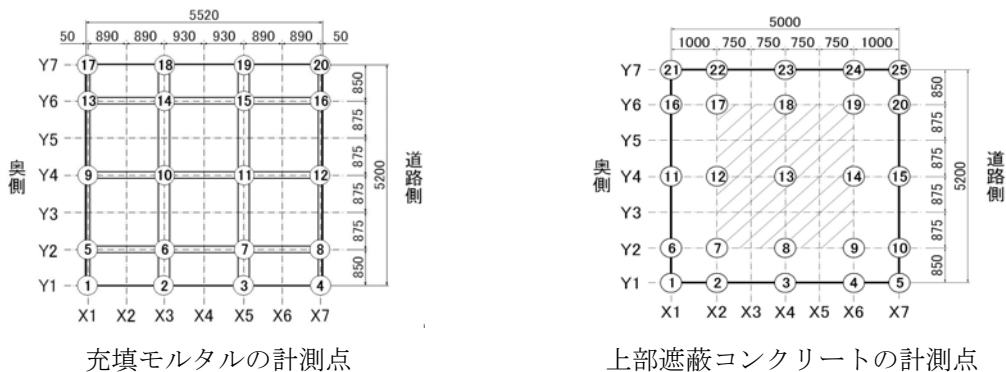 5520
50 890 890 930 930 890 890 50
Y7 17 18 19 20
850
Y6 13 14 15 16
875
Y5
875
Y4 9 10 11 12
875
Y3
875
Y2 5 6 7 8
850
Y1 1 2 3 4
5200
X1 X2 X3 X4 X5 X6 X7
奥側
道路側
充填モルタルの計測点
5000
1000 750 750 750 750 1000
Y7 21 22 23 24 25
850
Y6 16 17 18 19 20
875
Y5
875
Y4 11 12 13 14 15
875
Y3
875
Y2 6 7 8 9 10
850
Y1 1 2 3 4 5
5200
X1 X2 X3 X4 X5 X6 X7
奥側
道路側
上部遮蔽コンクリートの計測点